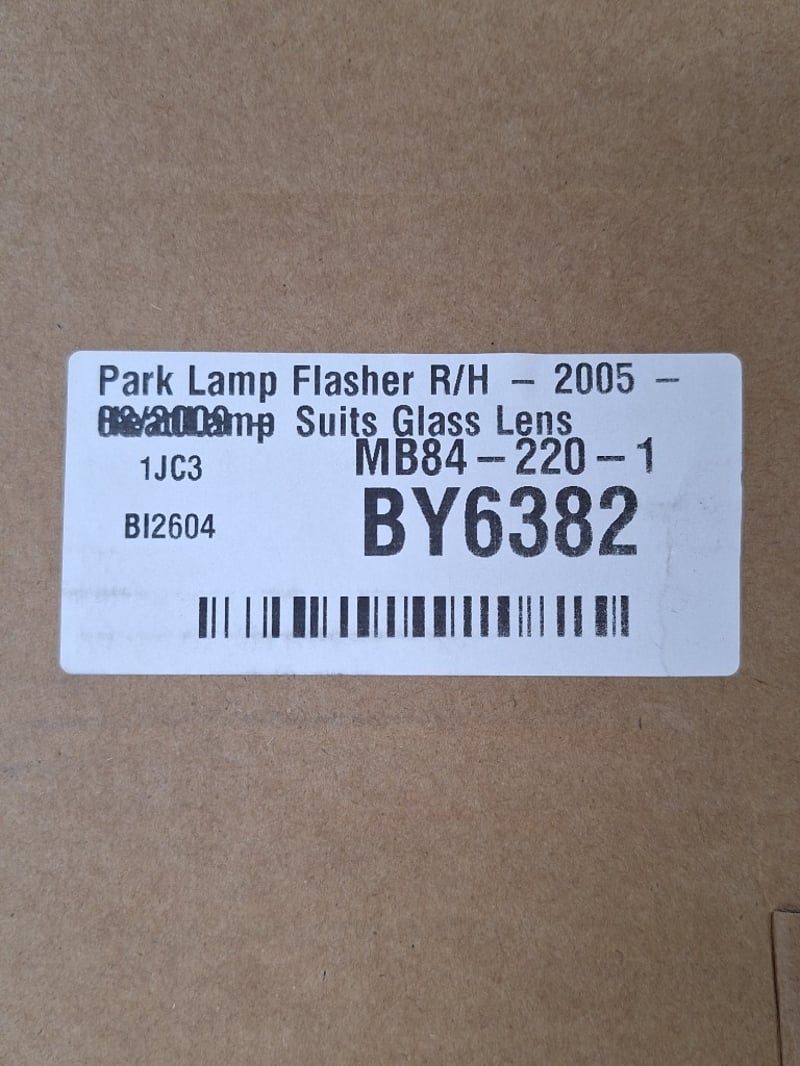 Park Lamp Flasher R/H - 2005 -
Suits Glass Lens
1JC3
MB84-220-1
BI2604
BY6382